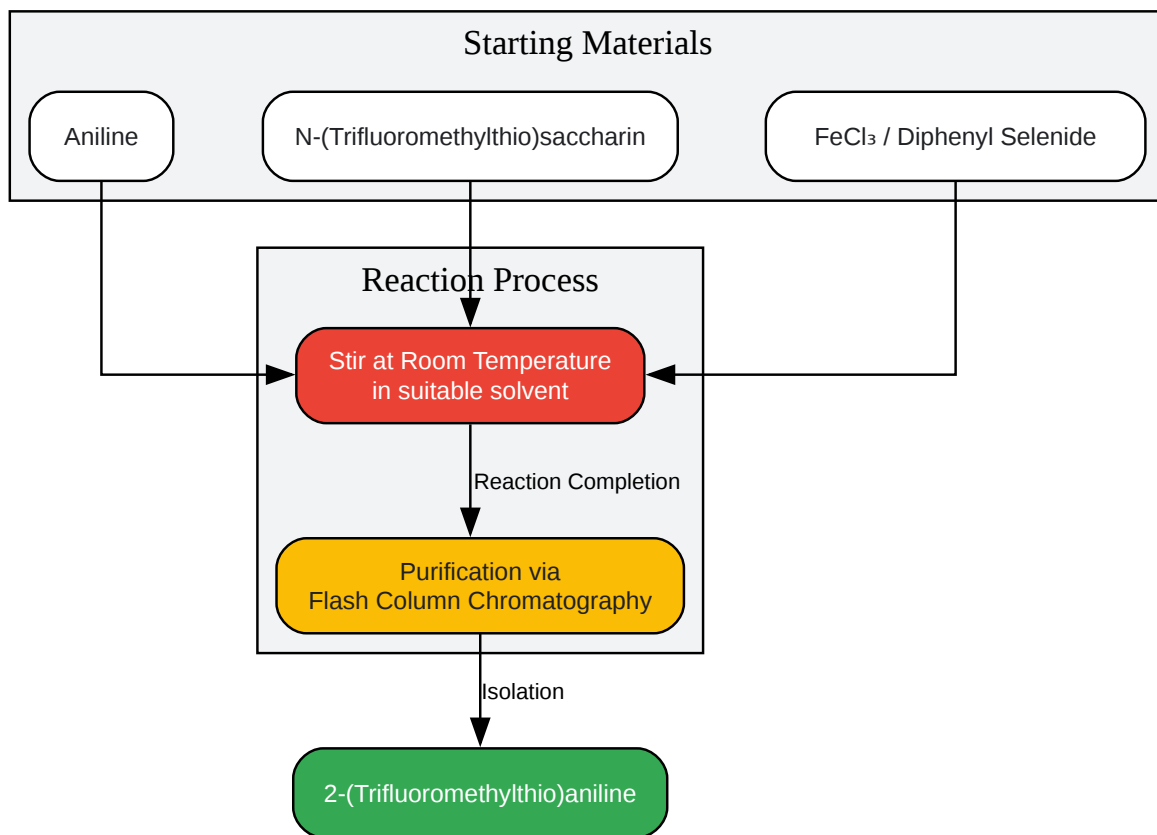 Starting Materials
Aniline
N-(Trifluoromethylthio)saccharin
FeCl₃ / Diphenyl Selenide
Reaction Process
Stir at Room Temperature
in suitable solvent
Reaction Completion
Purification via
Flash Column Chromatography
Isolation
2-(Trifluoromethylthio)aniline